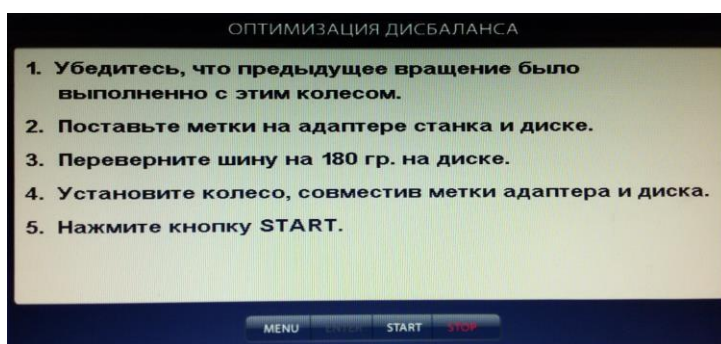 ОПТИМИЗАЦИЯ ДИСБАЛАНСА
1. Убедитесь, что предыдущее вращение было
выполненно с этим колесом.
2. Поставьте метки на адаптере станка и диске.
3. Переверните шину на 180 гр. на диске.
4. Установите колесо, совместив метки адаптера и диска.
5. Нажмите кнопку START.
MENU ENTER START STOP